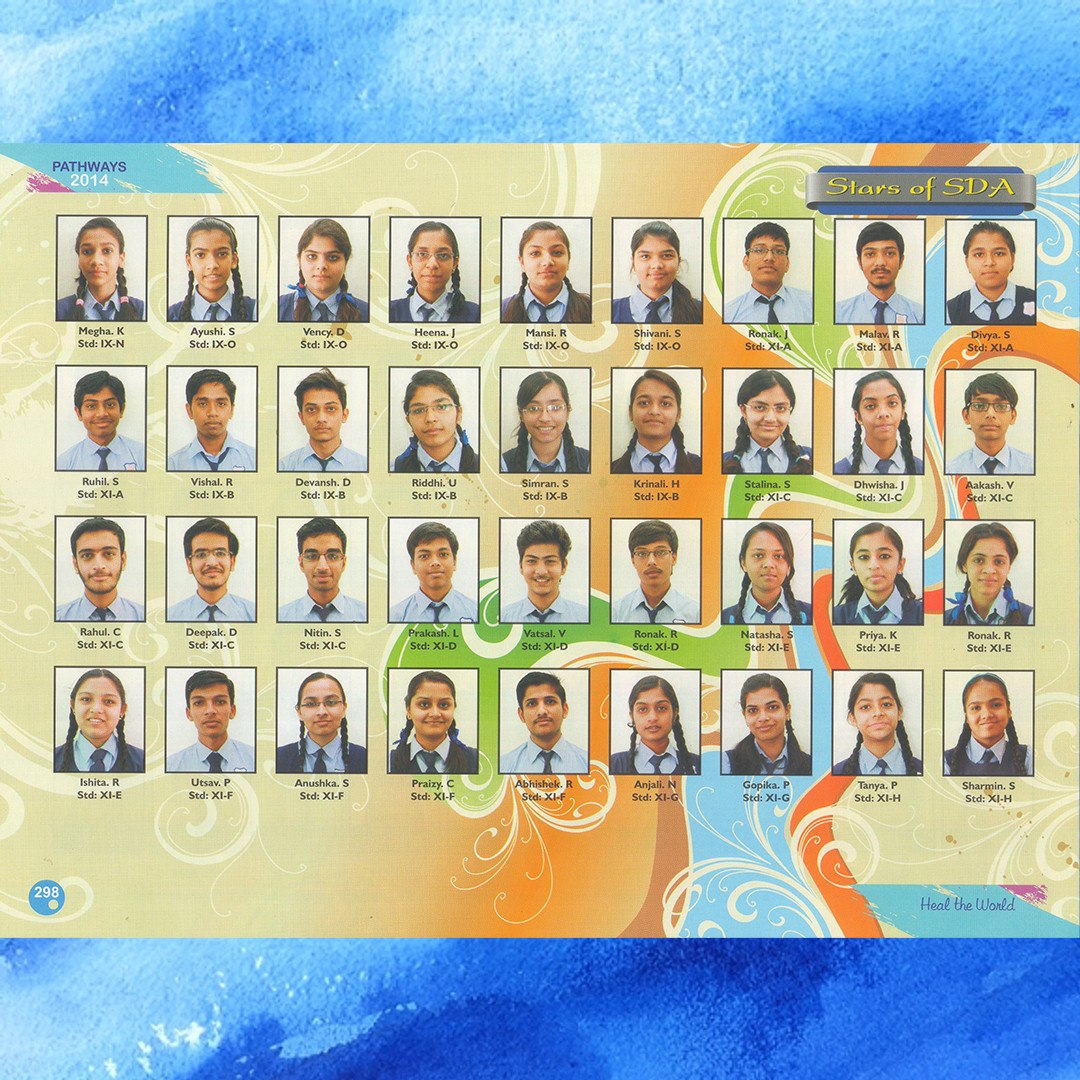 PATHWAYS
2014
Stars of SDA
Megha. K
Std: IX-N
Ayushi. S
Std: IX-O
Vency. D
Std: IX-O
Heena. J
Std: IX-O
Mansi. R
Std: IX-O
Shivani. S
Std: IX-O
Ronak. J
Std: XI-A
Malav. R
Std: XI-A
Divya. S
Std: XI-A
Ruhil. S
Std: XI-A
Vishal. R
Std: IX-B
Devansh. D
Std: IX-B
Riddhi. U
Std: IX-B
Simran. S
Std: IX-B
Krinali. H
Std: IX-B
Stalina. S
Std: XI-C
Dhwisha. J
Std: XI-C
Aakash. V
Std: XI-C
Rahul. C
Std: XI-C
Deepak. D
Std: XI-C
Nitin. S
Std: XI-C
Prakash. L
Std: XI-D
Vatsal. V
Std: XI-D
Ronak. R
Std: XI-D
Natasha. S
Std: XI-E
Priya. K
Std: XI-E
Ronak. R
Std: XI-E
Ishita. R
Std: XI-E
Utsav. P
Std: XI-F
Anushka. S
Std: XI-F
Praizy. C
Std: XI-F
Abhishek. R
Std: XI-F
Anjali. N
Std: XI-G
Gopika. P
Std: XI-G
Tanya. P
Std: XI-H
Sharmin. S
Std: XI-H
298
Heal the World